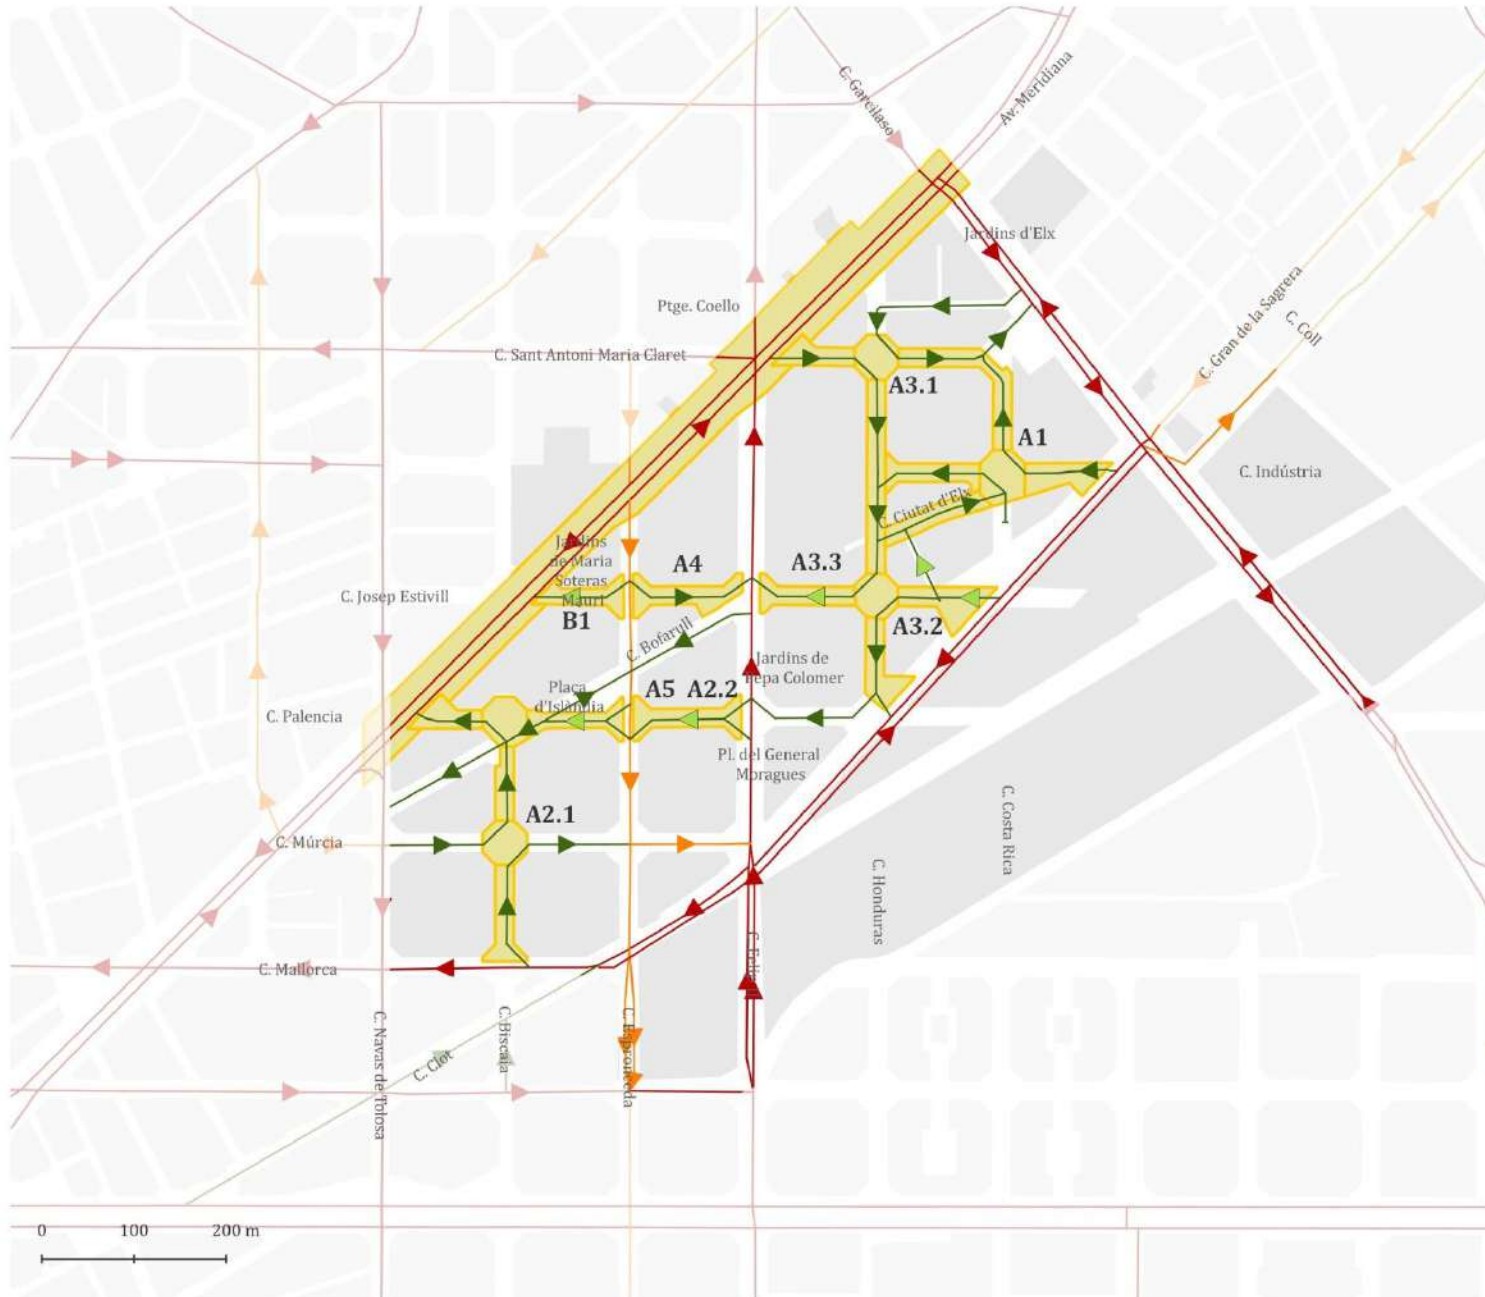 C. Garcilaso
Av. Meridiana
Jardins d'Elx
Ptge. Coello
C. Gran de la Sagrera
C. Coll
C. Sant Antoni Maria Claret
A3.1
A1
C. Indústria
C. Ciutat d'Elx
Jardins
de Maria
Soteras
Mauri
A4
A3.3
C. Josep Estivill
B1
A3.2
C. Bofarull
Jardins de
Pepa Colomer
Plaça
d'Islàndia
A5
A2.2
C. Palencia
Pl. del General
Moragues
A2.1
C. Costa Rica
C. Múrcia
C. Honduras
C. Mallorca
C. Feli
C. Navas de Tolosa
C. Biscaia
C. Espronceda
C. Clot
0 100 200 m